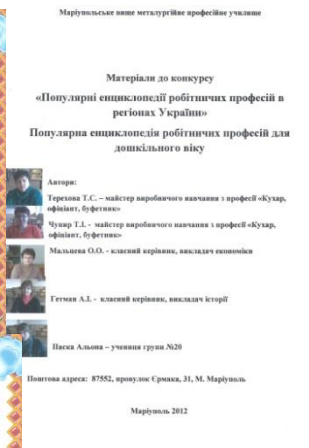 Маріупольське вище металургійне професійне училище
Матеріали до конкурсу
«Популярні енциклопедії робітничих професій в
регіонах України»
Популярна енциклопедія робітничих професій для
дошкільного віку
Автори:
Терехова Т.С. – майстер виробничого навчання з професії «Кухар,
офіціант, буфетник»
Чупир Т.І. - майстер виробничого навчання з професії «Кухар,
офіціант, буфетник»
Мальцева О.О. - класний керівник, викладач економіки
Гетман А.І. - класний керівник, викладач історії
Паска Альона – учениця групи №20
Поштова адреса: 87552, провулок Єрмака, 31, М. Маріуполь
Маріуполь 2012